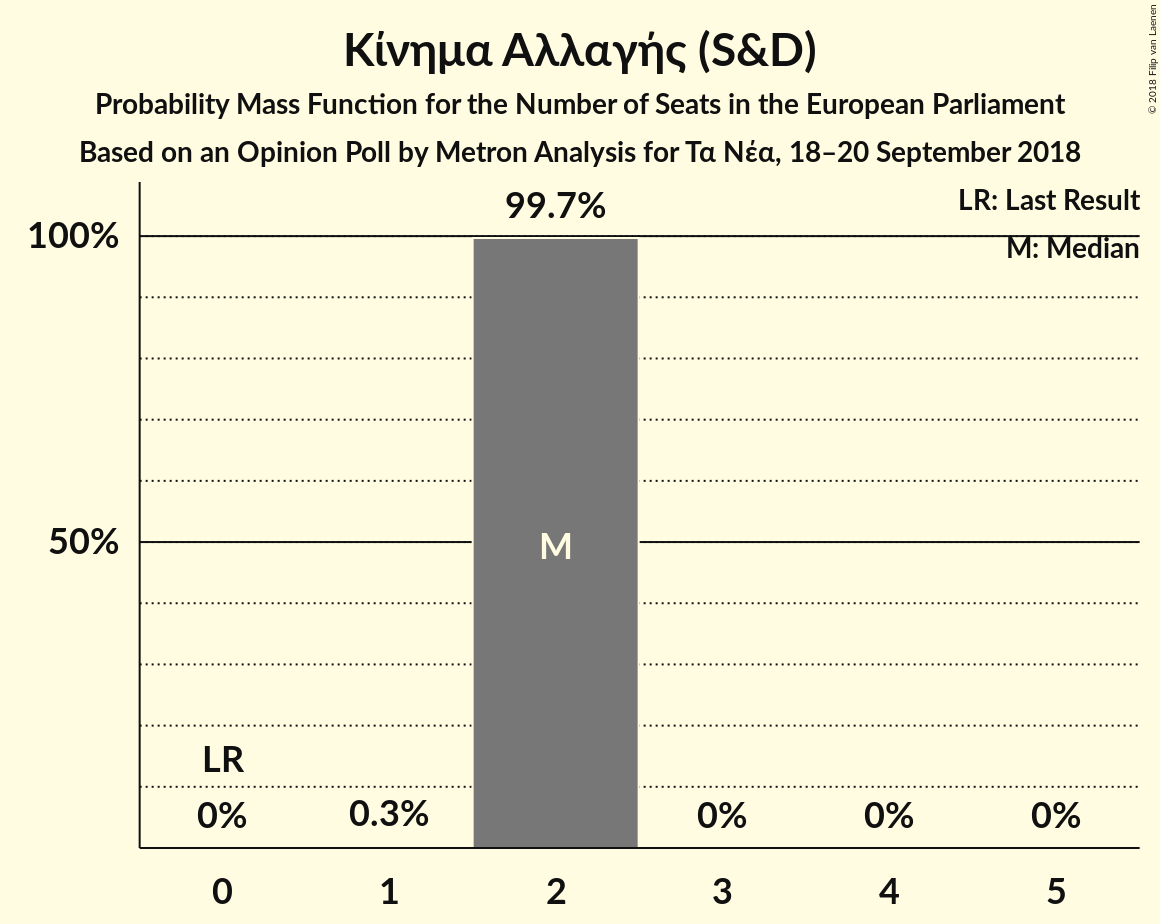 Κίνημα Αλλαγής (S&D)
Probability Mass Function for the Number of Seats in the European Parliament
Based on an Opinion Poll by Metron Analysis for Τα Νέα, 18–20 September 2018
© 2018 Filip van Laenen
LR: Last Result
M: Median
99.7%
100%
50%
M
LR
0%
0.3%
0%
0%
0%
0
1
2
3
4
5